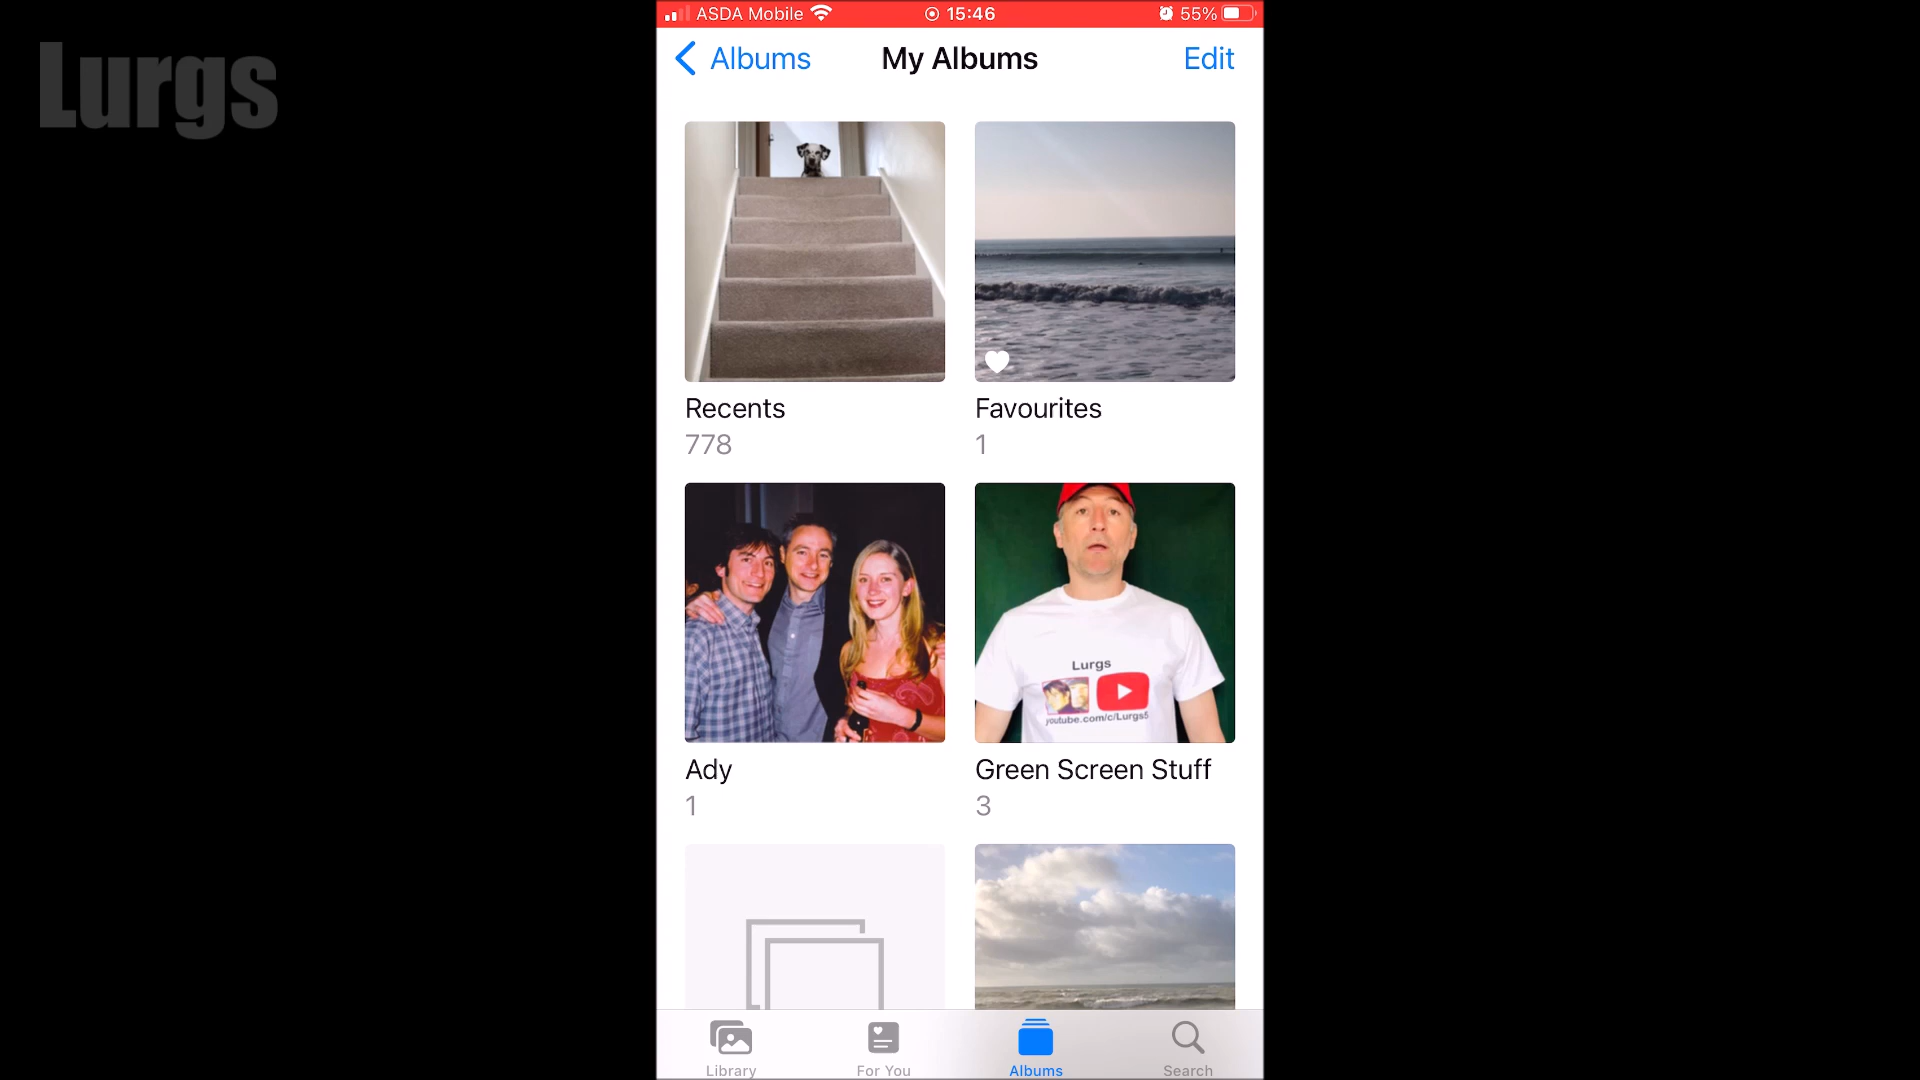 Lurgs
ASDA Mobile 15:46 55%
Albums My Albums Edit
Recents
778
Favourites
1
Lurgs
youtube.com/c/Lurgs5
Ady
1
Green Screen Stuff
3
Library For You Albums Search